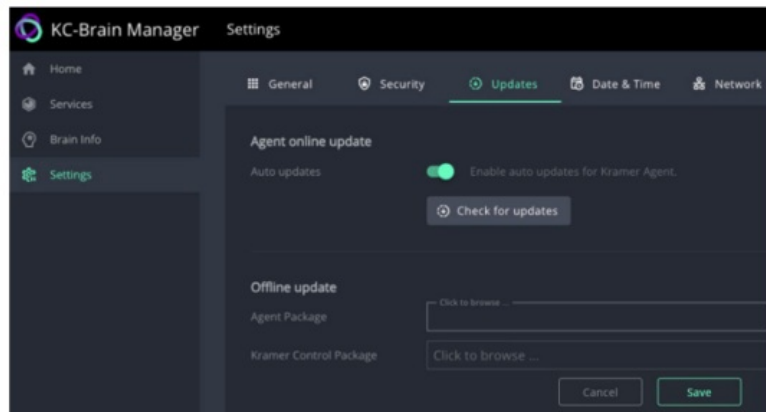 KC-Brain Manager
Settings
Home
Services
Brain Info
Settings
General
Security
Updates
Date & Time
Network
Agent online update
Auto updates
Enable auto updates for Kramer Agent.
Check for updates
Offline update
Agent Package
Click to browse ...
Kramer Control Package
Click to browse ...
Cancel
Save